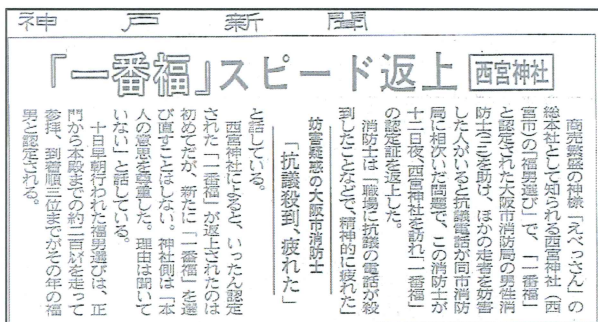 神戸新聞
『一番福』スピード返上
西宮神社
商売繁盛の神様「えべっさん」の
総本社として知られる西宮神社（西
宮市）の「福男選び」で、「一番福」
と認定された大阪市消防局の男性消
防士を助け、ほかの走者を妨害
した人がいると抗議電話が同市消防
局に相次いだ問題で、この消防士が
十二日夜、西宮神社を訪れ「一番福」
の認定証を返上した。
消防士は「職場に抗議の電話が殺
到したことなどで、精神的に疲れた」
妨害疑惑の大阪市消防士
「抗議殺到、疲れた」
と話している。
西宮神社によると、いったん認定
された「一番福」が返上されたのは
初めてだが、新たに「一番福」を選
び直すことはしない。神社側は「本
人の意思を尊重した。理由は聞いて
いない」と話している。
十日早朝行われた福男選びは、正
門から本殿までの約二百㍍を走って
参拝、到着順三位までがその年の福
男と認定される。